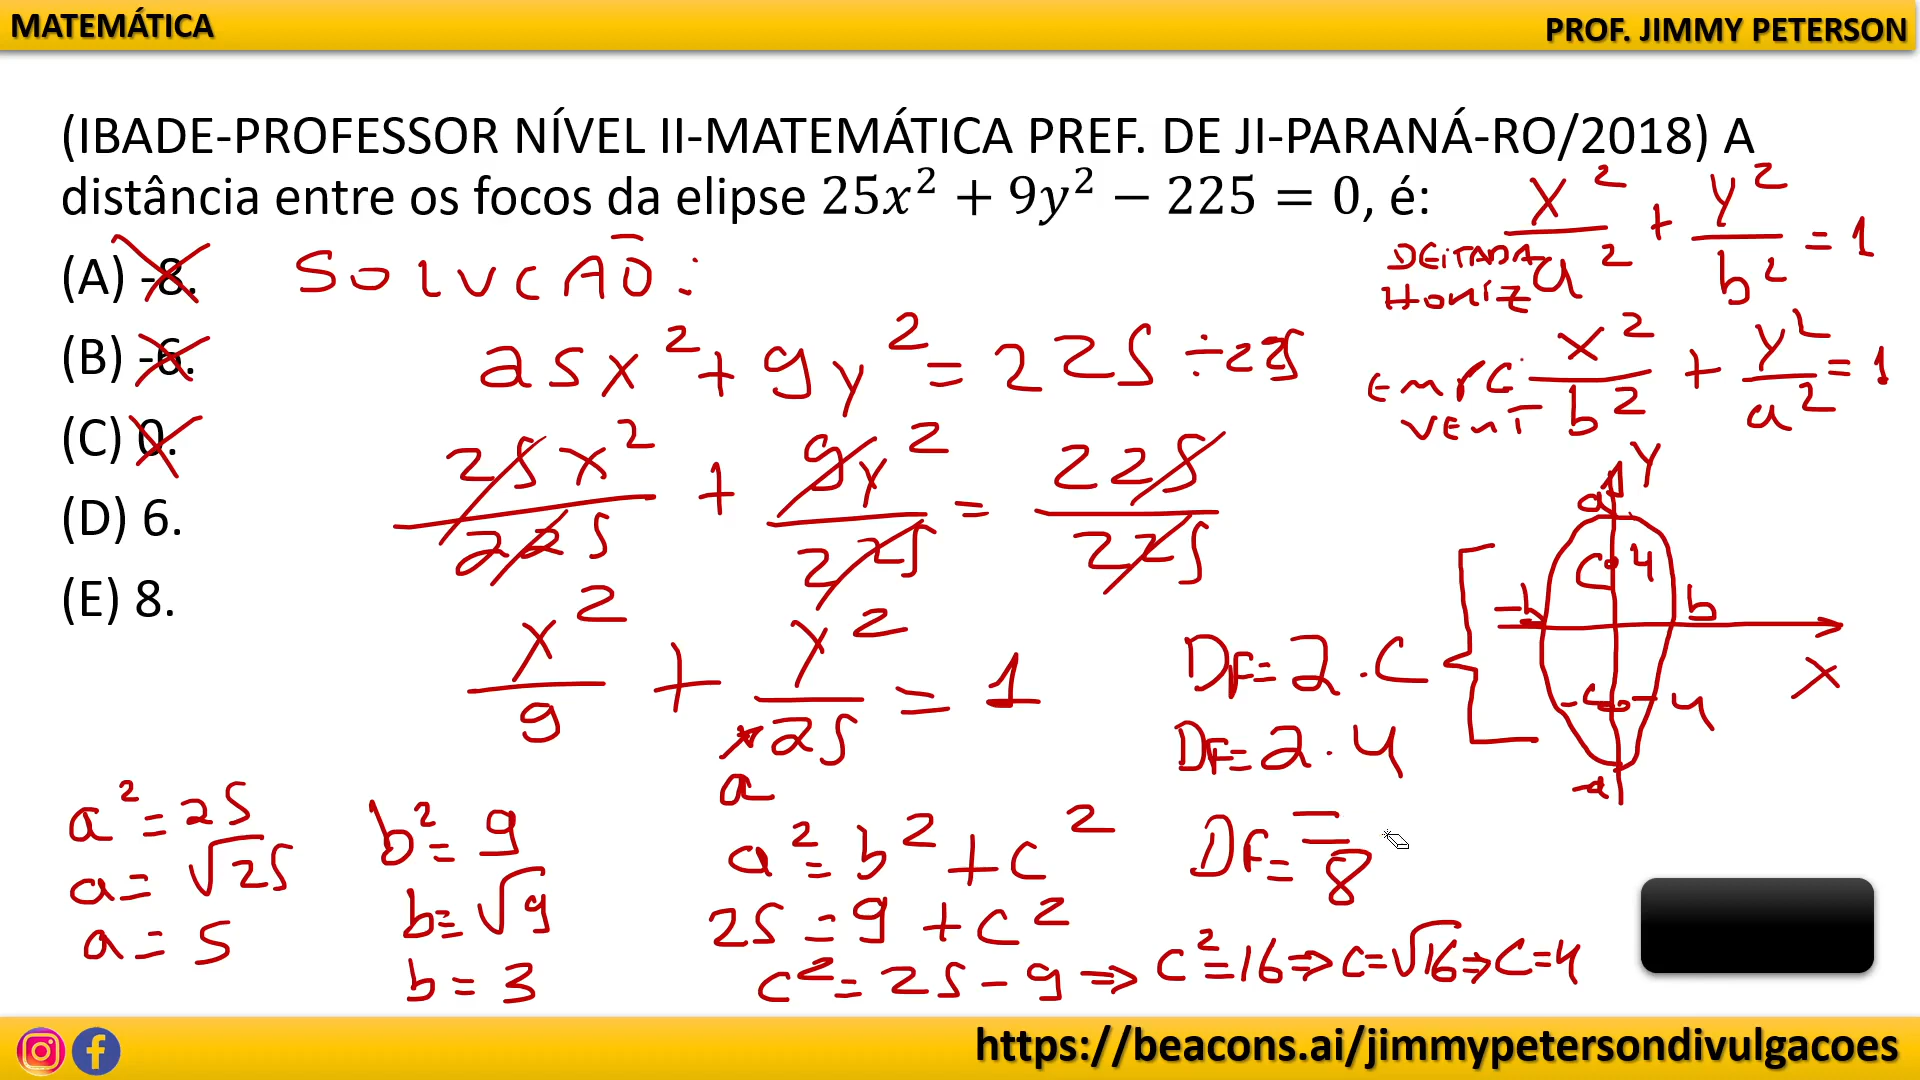 MATEMÁTICA
PROF. JIMMY PETERSON
(IBADE-PROFESSOR NÍVEL II-MATEMÁTICA PREF. DE JI-PARANÁ-RO/2018) A
distância entre os focos da elipse 25x² + 9y² − 225 = 0, é:
(A) -8.
(B) -6.
(C) 0.
(D) 6.
(E) 8.
SOLUCAO:
25x² + 9y² = 225 ÷ 225
25x²/225 + 9y²/225 = 225/225
x²/9 + y²/25 = 1
a
x²/a² + y²/b² = 1
DEITADA
HORIZ
x²/b² + y²/a² = 1
VERT
Y
a
C 4
-b b
X
-C -4
-a
DF = 2 · C
DF = 2 · 4
DF = 8
a² = 25
a = √25
a = 5
b² = 9
b = √9
b = 3
a² = b² + c²
25 = 9 + c²
c² = 25 - 9 ⇒ c² = 16 ⇒ c = √16 ⇒ c = 4
https://beacons.ai/jimmypetersondivulgacoes